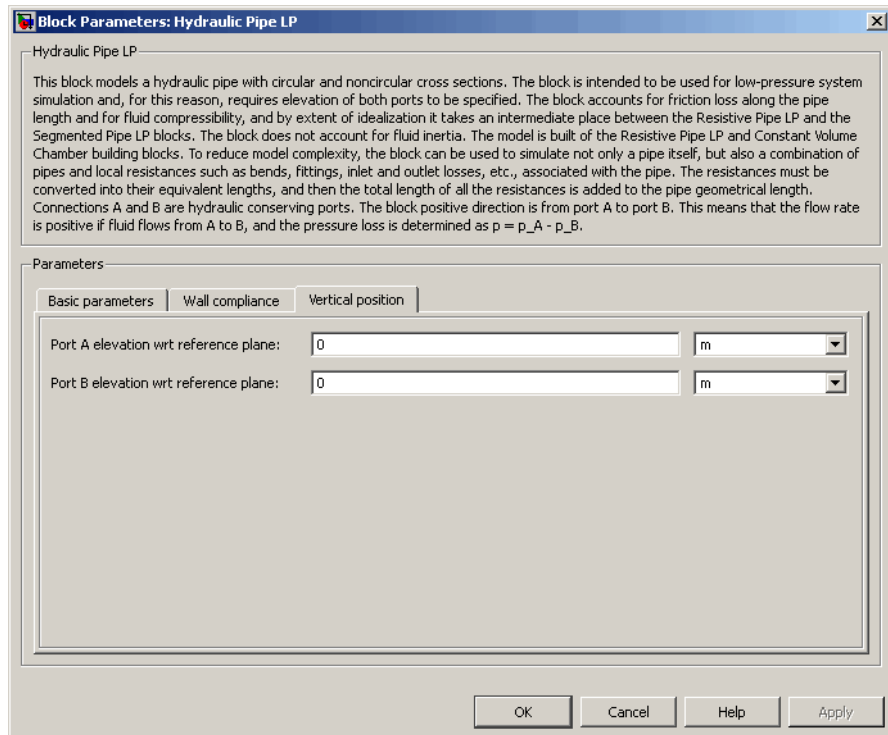 Block Parameters: Hydraulic Pipe LP
Hydraulic Pipe LP
This block models a hydraulic pipe with circular and noncircular cross sections. The block is intended to be used for low-pressure system
simulation and, for this reason, requires elevation of both ports to be specified. The block accounts for friction loss along the pipe
length and for fluid compressibility, and by extent of idealization it takes an intermediate place between the Resistive Pipe LP and the
Segmented Pipe LP blocks. The block does not account for fluid inertia. The model is built of the Resistive Pipe LP and Constant Volume
Chamber building blocks. To reduce model complexity, the block can be used to simulate not only a pipe itself, but also a combination of
pipes and local resistances such as bends, fittings, inlet and outlet losses, etc., associated with the pipe. The resistances must be
converted into their equivalent lengths, and then the total length of all the resistances is added to the pipe geometrical length.
Connections A and B are hydraulic conserving ports. The block positive direction is from port A to port B. This means that the flow rate
is positive if fluid flows from A to B, and the pressure loss is determined as p = p_A - p_B.
Parameters
Basic parameters Wall compliance Vertical position
Port A elevation wrt reference plane: 0 m
Port B elevation wrt reference plane: 0 m
OK Cancel Help Apply